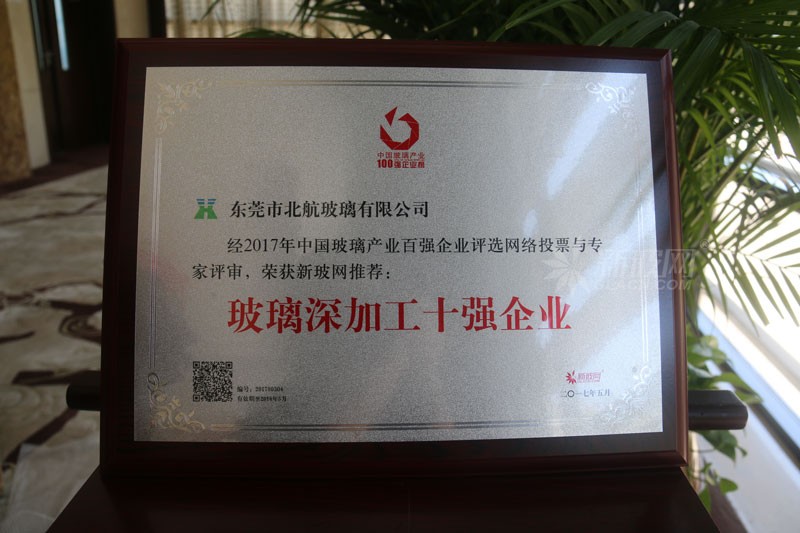 中国玻璃产业
100强企业榜
东莞市北航玻璃有限公司
经2017年中国玻璃产业百强企业评选网络投票与专
家评审，荣获新玻网推荐：
玻璃深加工十强企业
新玻网
二〇一七年五月
新玻网